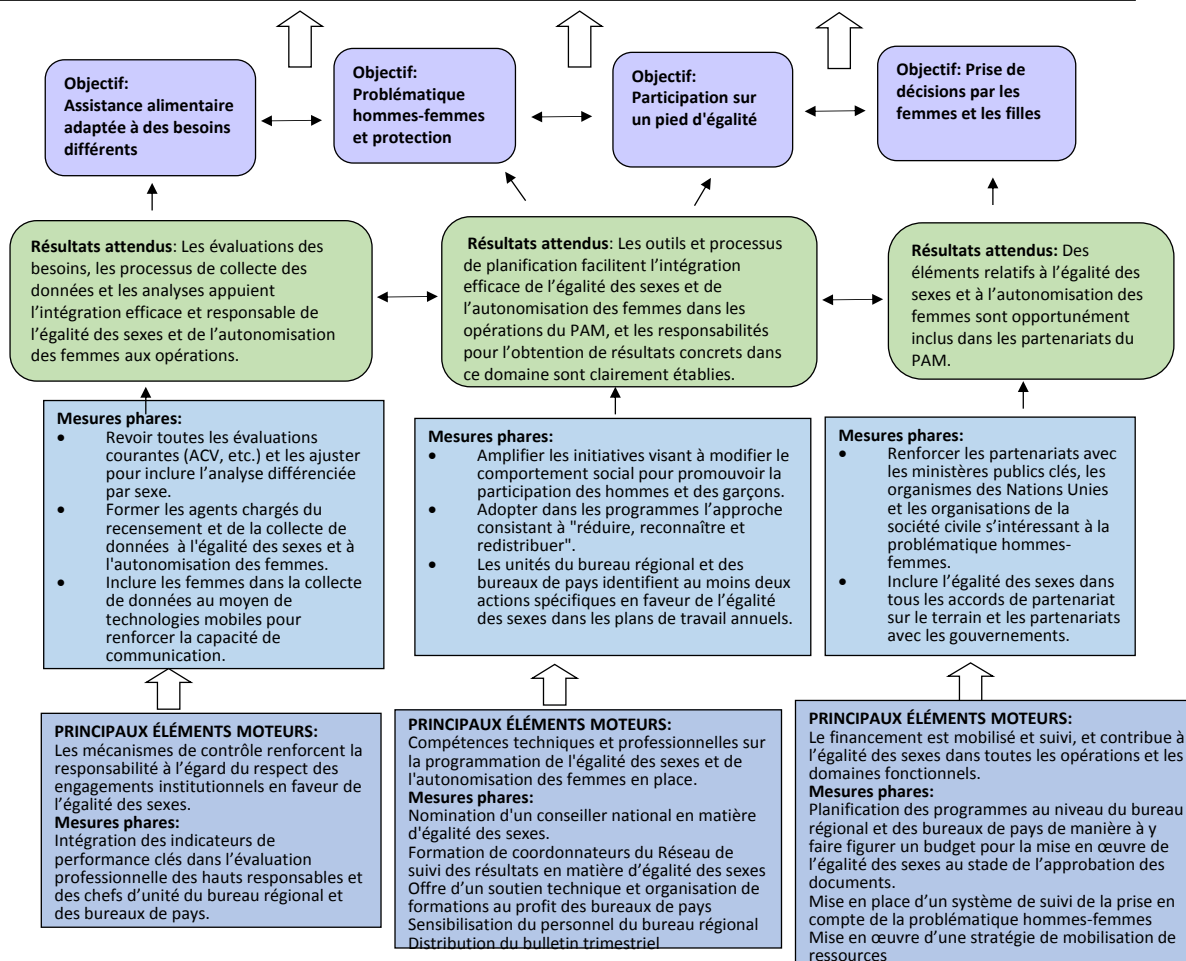 Objectif:
Assistance alimentaire
adaptée à des besoins
différents
Objectif:
Problématique
hommes-femmes
et protection
Objectif:
Participation sur
un pied d'égalité
Objectif: Prise de
décisions par les
femmes et les filles
Résultats attendus: Les évaluations des
besoins, les processus de collecte des
données et les analyses appuient
l’intégration efficace et responsable de
l’égalité des sexes et de l’autonomisation
des femmes aux opérations.
Résultats attendus: Les outils et processus
de planification facilitent l’intégration
efficace de l’égalité des sexes et de
l’autonomisation des femmes dans les
opérations du PAM, et les responsabilités
pour l’obtention de résultats concrets dans
ce domaine sont clairement établies.
Résultats attendus: Des
éléments relatifs à l’égalité des
sexes et à l’autonomisation des
femmes sont opportunément
inclus dans les partenariats du
PAM.
Mesures phares:
• Revoir toutes les évaluations
courantes (ACV, etc.) et les ajuster
pour inclure l’analyse différenciée
par sexe.
• Former les agents chargés du
recensement et de la collecte de
données à l'égalité des sexes et à
l'autonomisation des femmes.
• Inclure les femmes dans la collecte
de données au moyen de
technologies mobiles pour
renforcer la capacité de
communication.
Mesures phares:
• Amplifier les initiatives visant à modifier le
comportement social pour promouvoir la
participation des hommes et des garçons.
• Adopter dans les programmes l’approche
consistant à "réduire, reconnaître et
redistribuer".
• Les unités du bureau régional et des
bureaux de pays identifient au moins deux
actions spécifiques en faveur de l’égalité
des sexes dans les plans de travail annuels.
Mesures phares:
• Renforcer les partenariats avec
les ministères publics clés, les
organismes des Nations Unies
et les organisations de la
société civile s’intéressant à la
problématique hommes-
femmes.
• Inclure l’égalité des sexes dans
tous les accords de partenariat
sur le terrain et les partenariats
avec les gouvernements.
PRINCIPAUX ÉLÉMENTS MOTEURS:
Les mécanismes de contrôle renforcent la
responsabilité à l’égard du respect des
engagements institutionnels en faveur de
l’égalité des sexes.
Mesures phares:
Intégration des indicateurs de
performance clés dans l’évaluation
professionnelle des hauts responsables et
des chefs d’unité du bureau régional et
des bureaux de pays.
PRINCIPAUX ÉLÉMENTS MOTEURS:
Compétences techniques et professionnelles sur
la programmation de l'égalité des sexes et de
l'autonomisation des femmes en place.
Mesures phares:
Nomination d'un conseiller national en matière
d'égalité des sexes.
Formation de coordonnateurs du Réseau de
suivi des résultats en matière d’égalité des sexes
Offre d’un soutien technique et organisation de
formations au profit des bureaux de pays
Sensibilisation du personnel du bureau régional
Distribution du bulletin trimestriel
PRINCIPAUX ÉLÉMENTS MOTEURS:
Le financement est mobilisé et suivi, et contribue à
l’égalité des sexes dans toutes les opérations et les
domaines fonctionnels.
Mesures phares:
Planification des programmes au niveau du bureau
régional et des bureaux de pays de manière à y
faire figurer un budget pour la mise en œuvre de
l’égalité des sexes au stade de l’approbation des
documents.
Mise en place d’un système de suivi de la prise en
compte de la problématique hommes-femmes
Mise en œuvre d’une stratégie de mobilisation de
ressources